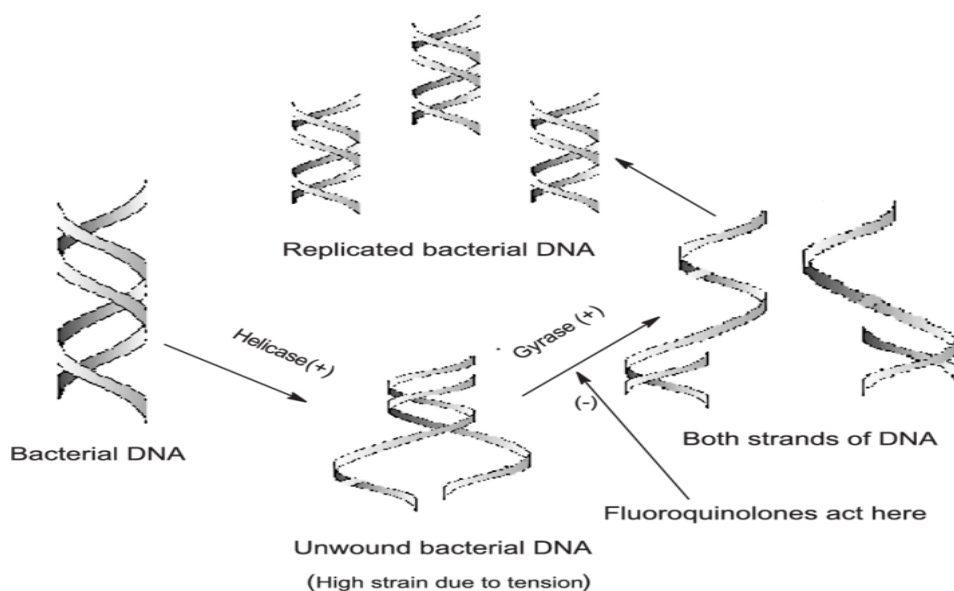 Replicated bacterial DNA
Helicase(+)
Gyrase (+)
(-)
Bacterial DNA
Both strands of DNA
Fluoroquinolones act here
Unwound bacterial DNA
(High strain due to tension)